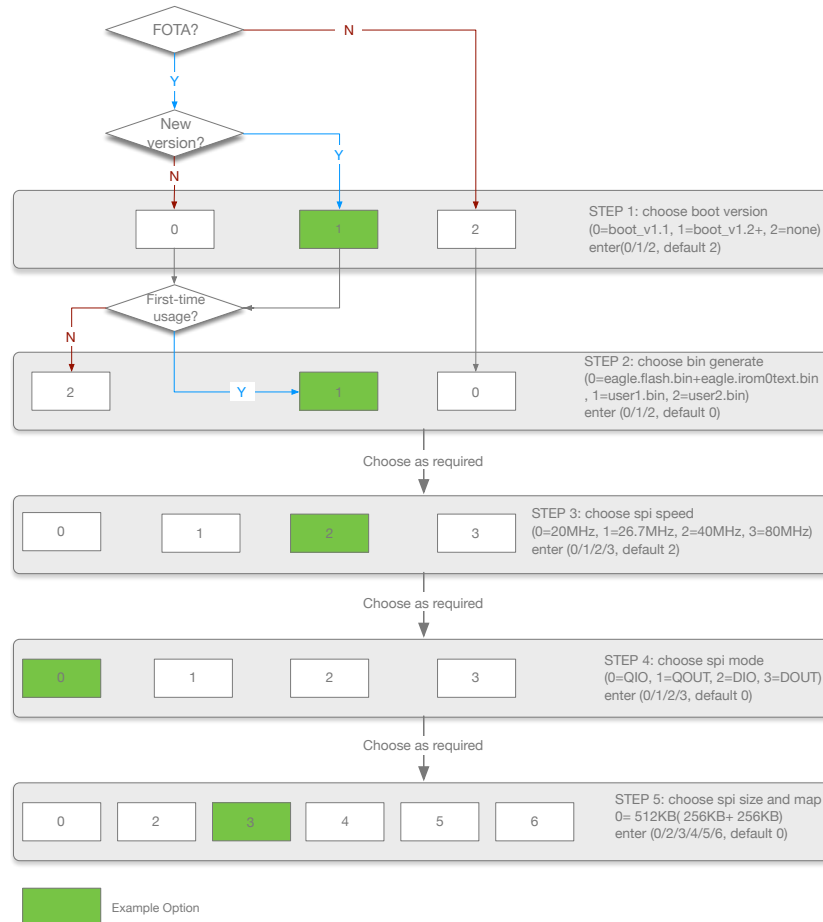 FOTA?
N
Y
New
version?
Y
N
0
1
2
STEP 1: choose boot version
(0=boot_v1.1, 1=boot_v1.2+, 2=none)
enter(0/1/2, default 2)
First-time
usage?
N
Y
2
1
0
STEP 2: choose bin generate
(0=eagle.flash.bin+eagle.irom0text.bin
, 1=user1.bin, 2=user2.bin)
enter (0/1/2, default 0)
Choose as required
0
1
2
3
STEP 3: choose spi speed
(0=20MHz, 1=26.7MHz, 2=40MHz, 3=80MHz)
enter (0/1/2/3, default 2)
Choose as required
0
1
2
3
STEP 4: choose spi mode
(0=QIO, 1=QOUT, 2=DIO, 3=DOUT)
enter (0/1/2/3, default 0)
Choose as required
0
2
3
4
5
6
STEP 5: choose spi size and map
0= 512KB( 256KB+ 256KB)
enter (0/2/3/4/5/6, default 0)
Example Option